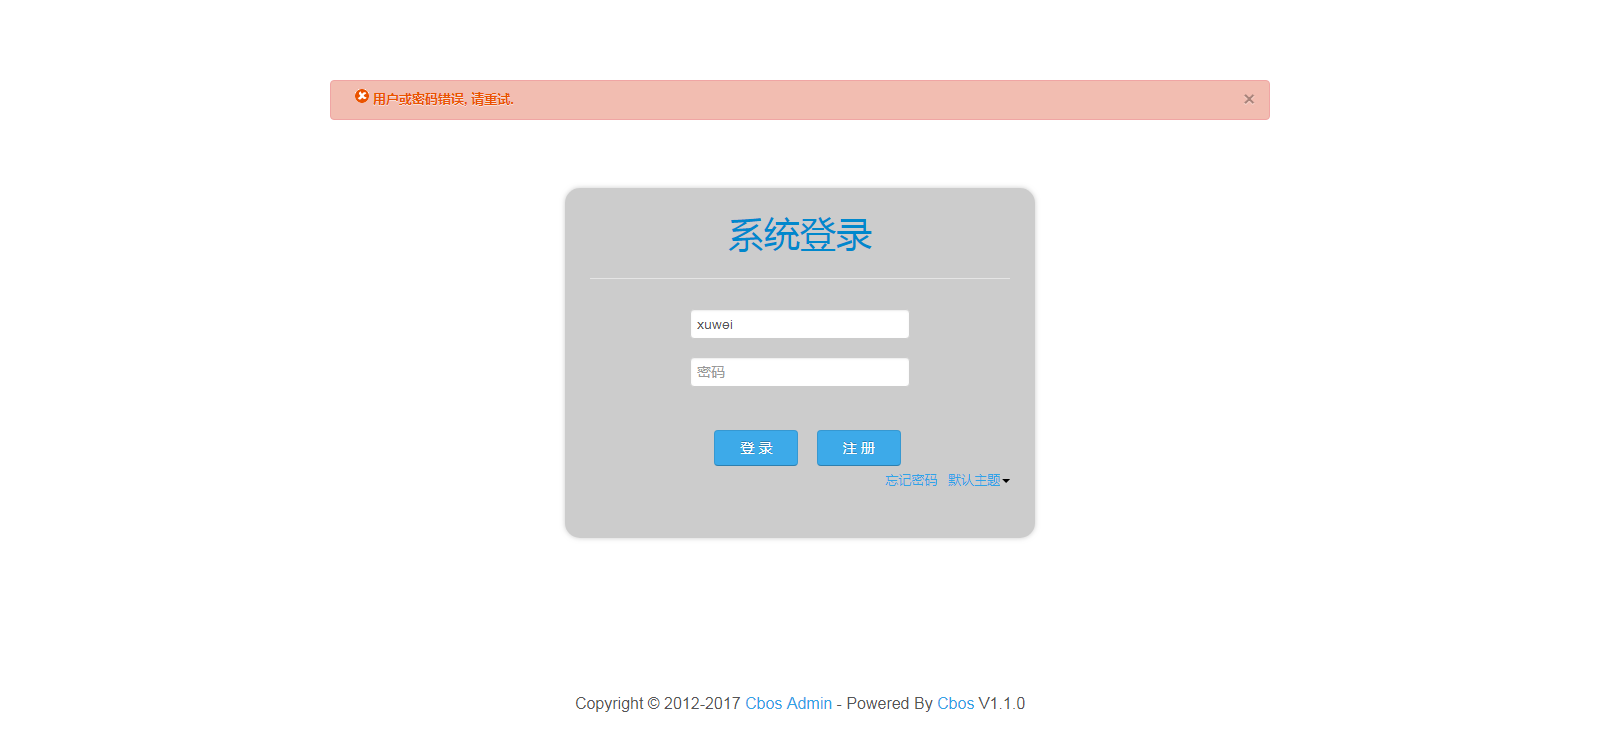 用户或密码错误, 请重试.
×
系统登录
xuwei
密码
登 录 注 册
忘记密码 默认主题
Copyright © 2012-2017 Cbos Admin - Powered By Cbos V1.1.0